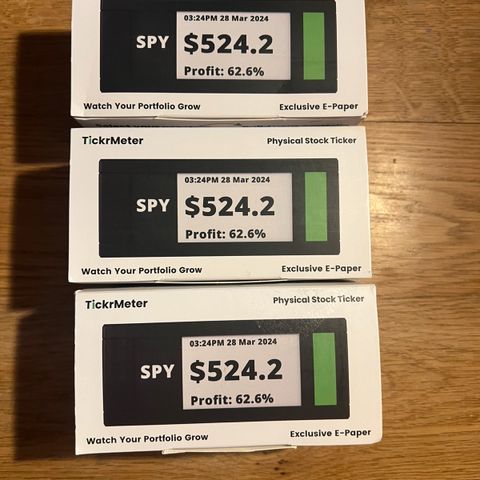 03:24PM 28 Mar 2024
SPY $524.2
Profit: 62.6%
Watch Your Portfolio Grow Exclusive E-Paper
TickrMeter Physical Stock Ticker
03:24PM 28 Mar 2024
SPY $524.2
Profit: 62.6%
Watch Your Portfolio Grow Exclusive E-Paper
TickrMeter Physical Stock Ticker
03:24PM 28 Mar 2024
SPY $524.2
Profit: 62.6%
Watch Your Portfolio Grow Exclusive E-Paper